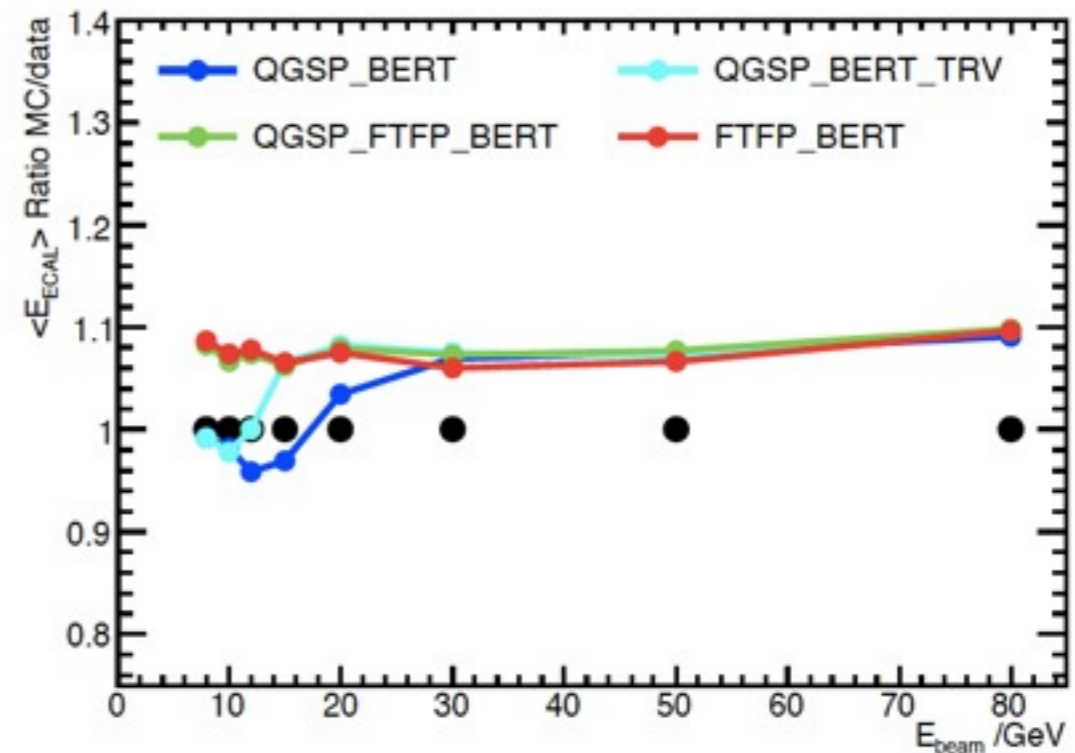 <E_ECAL> Ratio MC/data
1.4
1.3
1.2
1.1
1
0.9
0.8
QGSP_BERT
QGSP_BERT_TRV
QGSP_FTFP_BERT
FTFP_BERT
0 10 20 30 40 50 60 70 80
E_beam /GeV